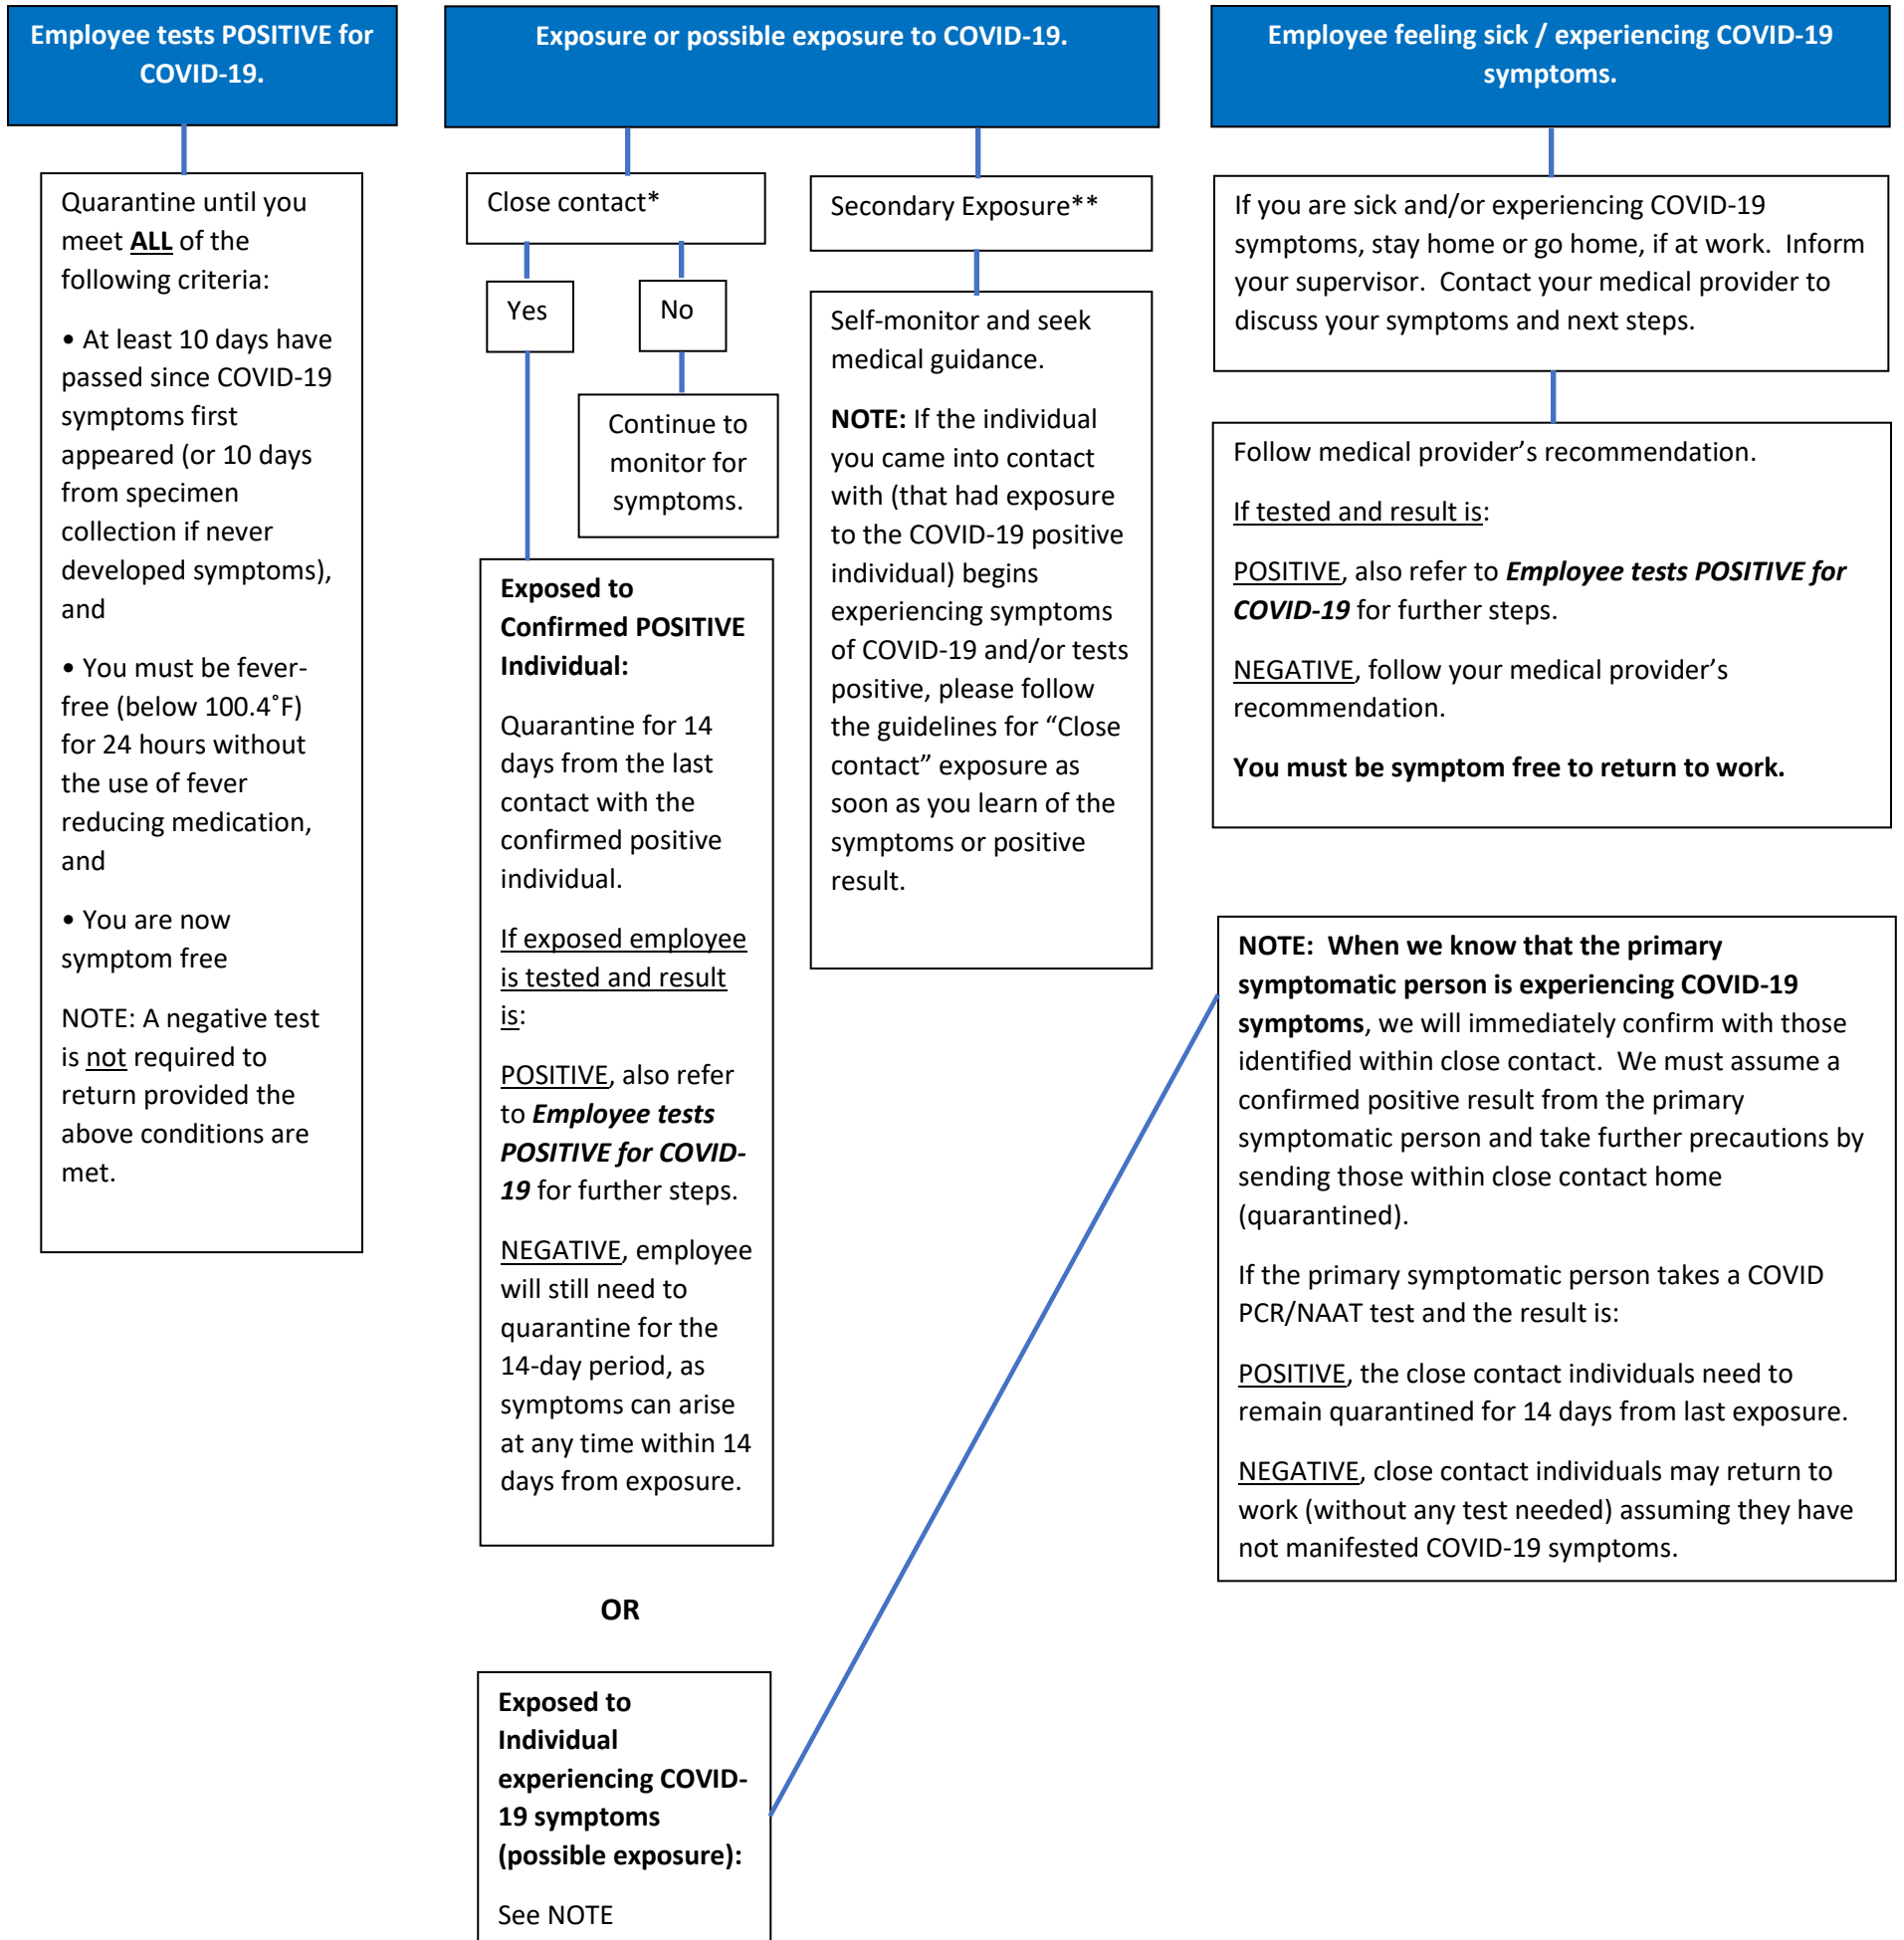 Employee tests POSITIVE for
COVID-19.
Quarantine until you
meet ALL of the
following criteria:
• At least 10 days have
passed since COVID-19
symptoms first
appeared (or 10 days
from specimen
collection if never
developed symptoms),
and
• You must be fever-
free (below 100.4˚F)
for 24 hours without
the use of fever
reducing medication,
and
• You are now
symptom free
NOTE: A negative test
is not required to
return provided the
above conditions are
met.
Exposure or possible exposure to COVID-19.
Close contact*
Yes
No
Continue to
monitor for
symptoms.
Exposed to
Confirmed POSITIVE
Individual:
Quarantine for 14
days from the last
contact with the
confirmed positive
individual.
If exposed employee
is tested and result
is:
POSITIVE, also refer
to Employee tests
POSITIVE for COVID-
19 for further steps.
NEGATIVE, employee
will still need to
quarantine for the
14-day period, as
symptoms can arise
at any time within 14
days from exposure.
OR
Exposed to
Individual
experiencing COVID-
19 symptoms
(possible exposure):
See NOTE
Secondary Exposure**
Self-monitor and seek
medical guidance.
NOTE: If the individual
you came into contact
with (that had exposure
to the COVID-19 positive
individual) begins
experiencing symptoms
of COVID-19 and/or tests
positive, please follow
the guidelines for “Close
contact” exposure as
soon as you learn of the
symptoms or positive
result.
Employee feeling sick / experiencing COVID-19
symptoms.
If you are sick and/or experiencing COVID-19
symptoms, stay home or go home, if at work. Inform
your supervisor. Contact your medical provider to
discuss your symptoms and next steps.
Follow medical provider’s recommendation.
If tested and result is:
POSITIVE, also refer to Employee tests POSITIVE for
COVID-19 for further steps.
NEGATIVE, follow your medical provider’s
recommendation.
You must be symptom free to return to work.
NOTE: When we know that the primary
symptomatic person is experiencing COVID-19
symptoms, we will immediately confirm with those
identified within close contact. We must assume a
confirmed positive result from the primary
symptomatic person and take further precautions by
sending those within close contact home
(quarantined).
If the primary symptomatic person takes a COVID
PCR/NAAT test and the result is:
POSITIVE, the close contact individuals need to
remain quarantined for 14 days from last exposure.
NEGATIVE, close contact individuals may return to
work (without any test needed) assuming they have
not manifested COVID-19 symptoms.